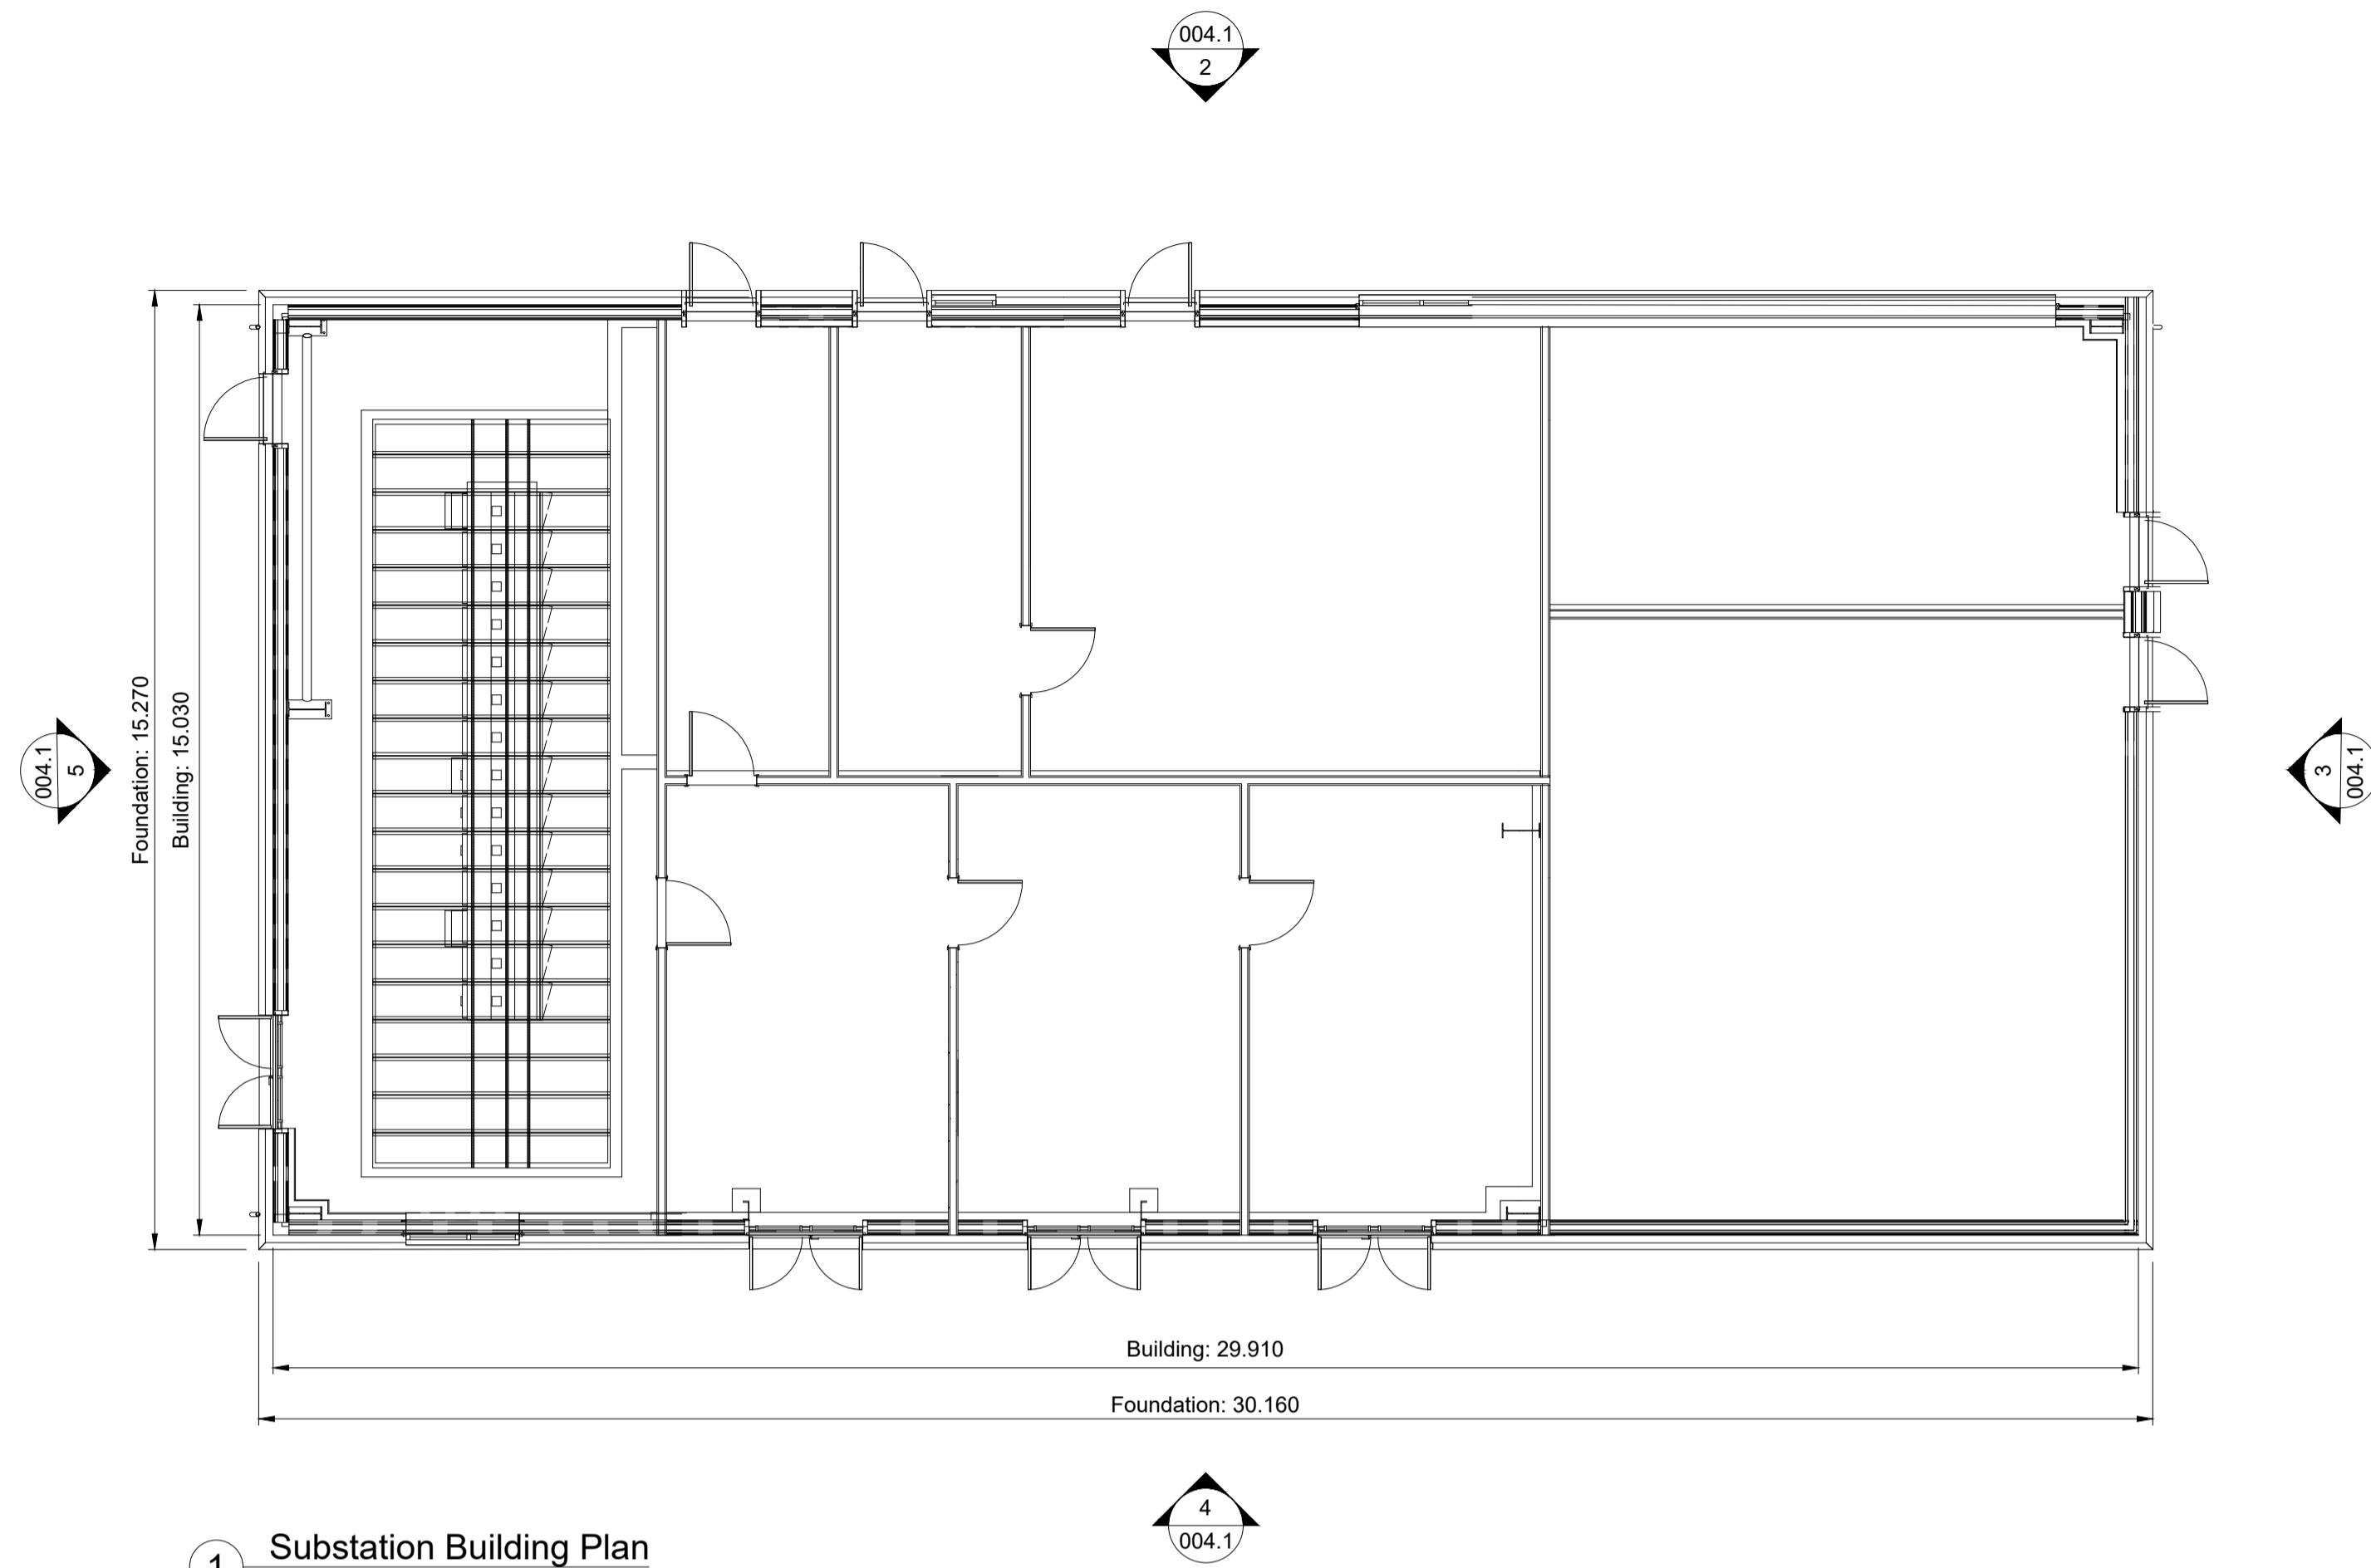 004.1
2
Foundation: 15.270
Building: 15.030
004.1
5
3
004.1
Building: 29.910
Foundation: 30.160
4
004.1
1
Substation Building Plan